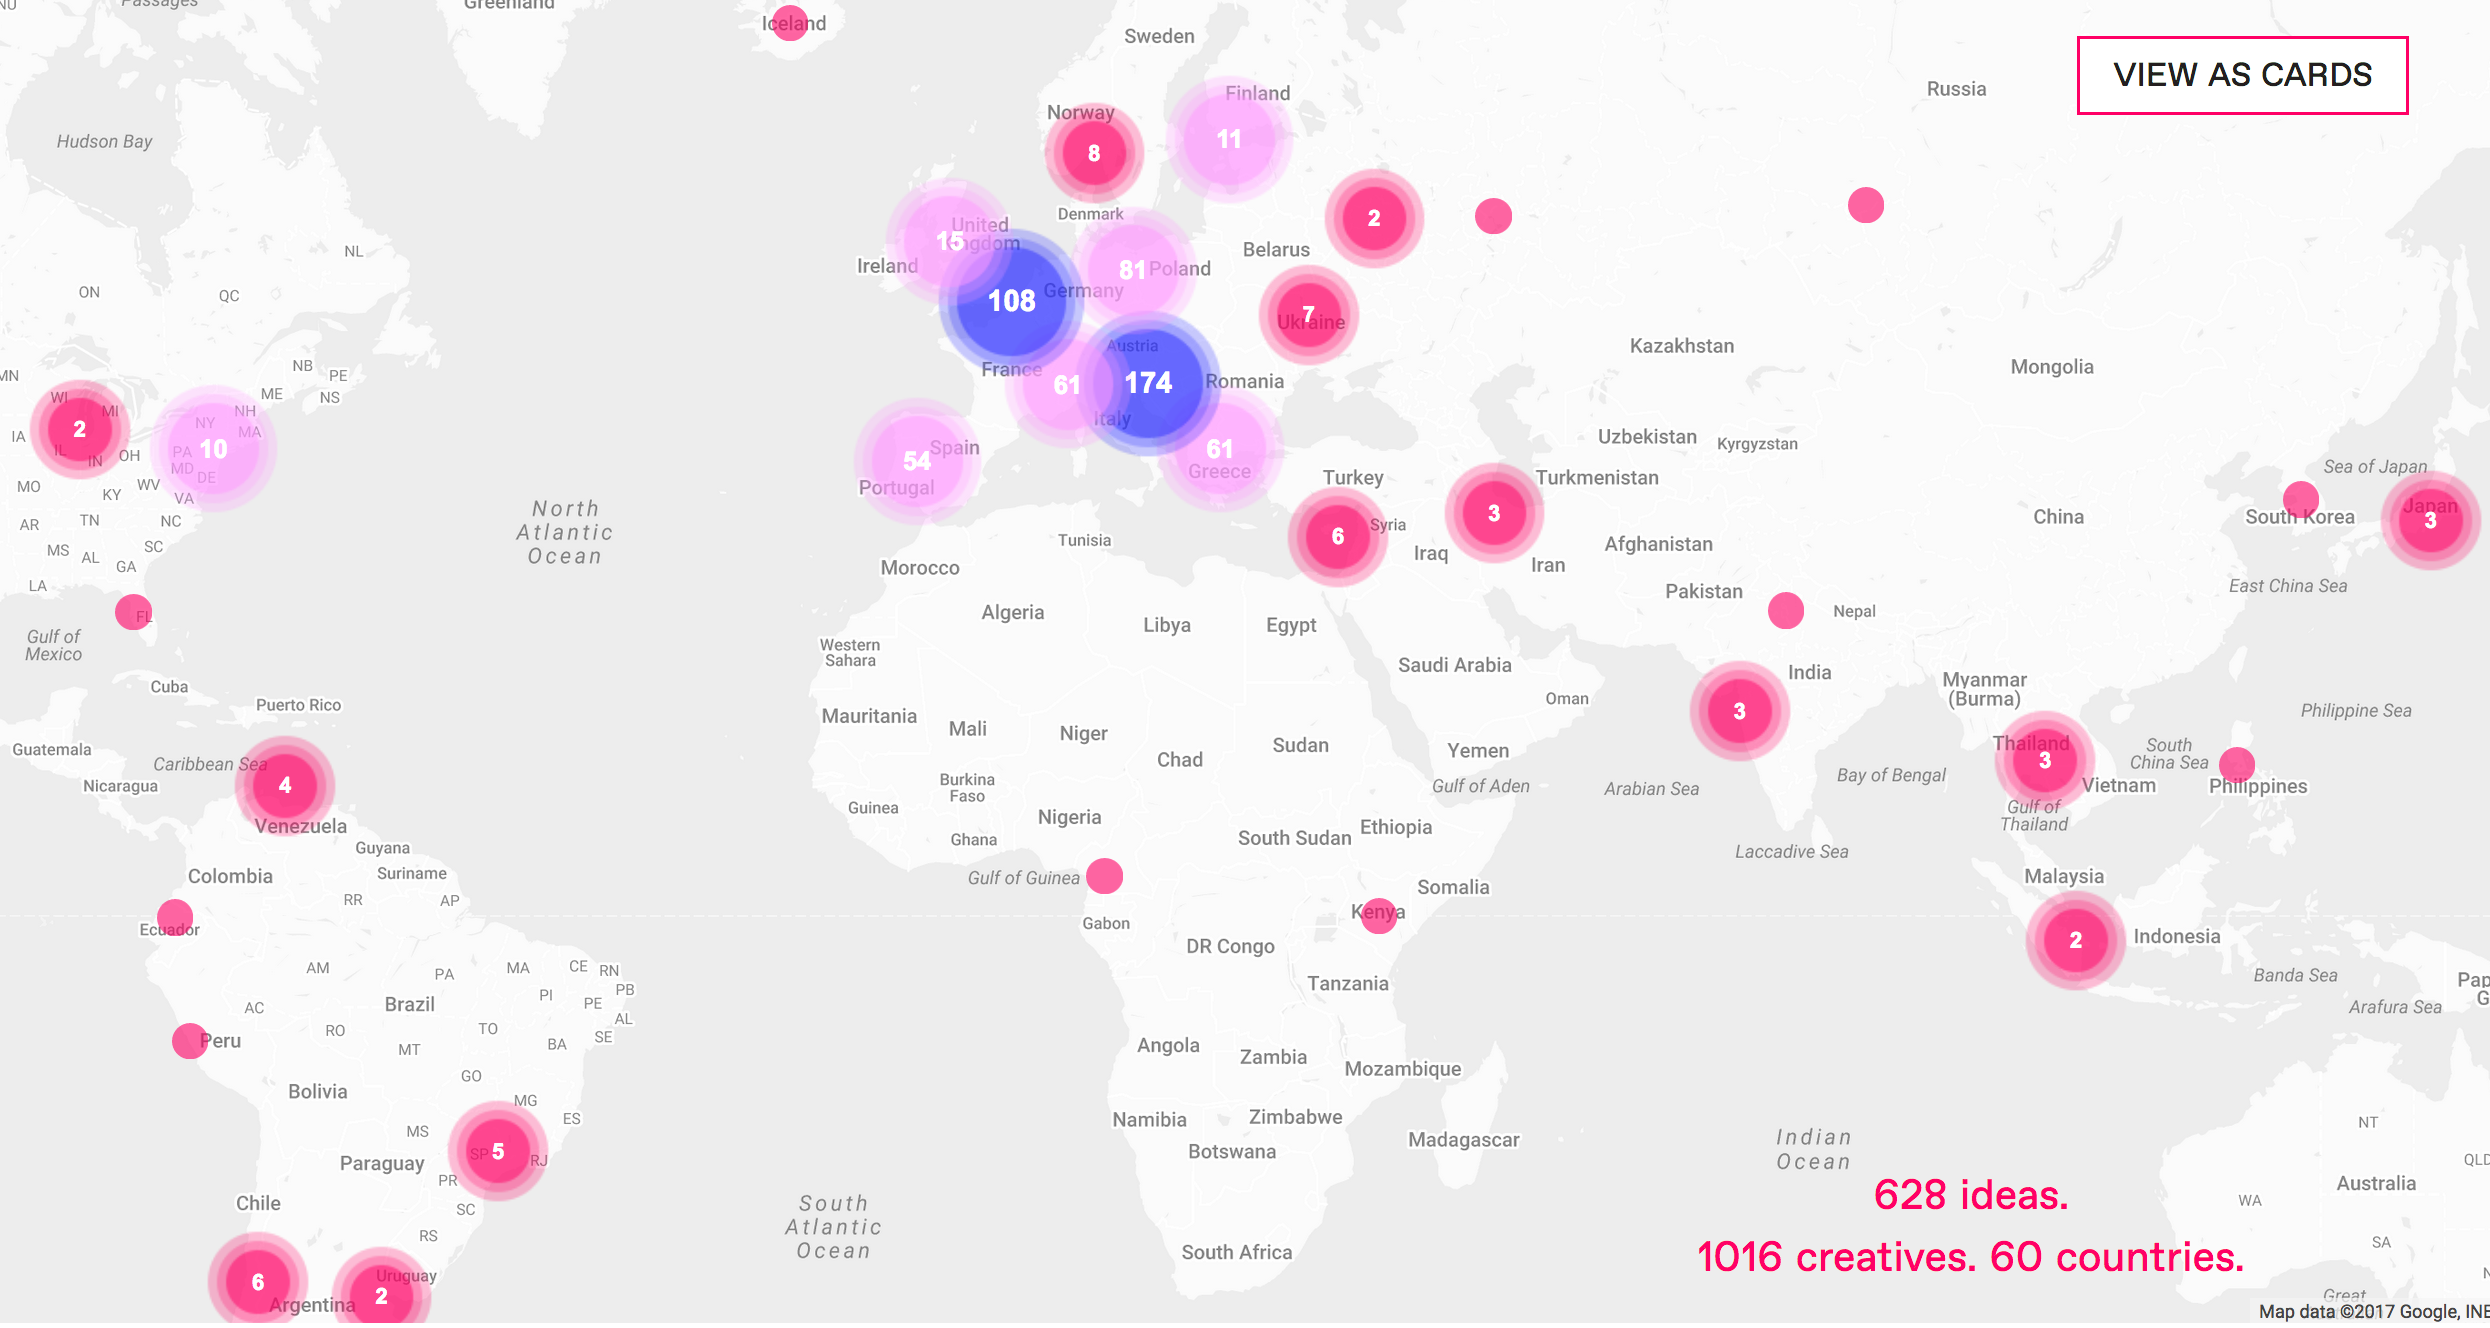 NU
Passages
Greenland
Iceland
Sweden
VIEW AS CARDS
Russia
Finland
Norway
Hudson Bay
11
8
Denmark
2
United
Kingdom
15
NL
Belarus
Ireland
81
Poland
ON
QC
Germany
108
7
Ukraine
Austria
Kazakhstan
NB
PE
MN
France
61
174
Romania
Mongolia
WI
MI
ME
NS
NH
NY
MA
Italy
2
IA
10
Uzbekistan
Kyrgyzstan
IL
IN
OH
PA
MD
DE
54
Spain
61
Greece
Sea of Japan
Turkey
Turkmenistan
MO
KY
WV
VA
Portugal
Japan
3
North
Atlantic
Ocean
AR
TN
NC
3
Syria
South Korea
China
6
Tunisia
MS
AL
SC
GA
Iraq
Iran
Afghanistan
Morocco
LA
Pakistan
East China Sea
FL
Algeria
Libya
Egypt
Nepal
Gulf of
Mexico
Western
Sahara
Saudi Arabia
India
Cuba
Myanmar
(Burma)
Oman
Puerto Rico
3
Philippine Sea
Mauritania
Mali
Niger
Sudan
Yemen
Guatemala
Thailand
3
South
China Sea
Caribbean Sea
Chad
4
Nicaragua
Burkina
Faso
Gulf of Aden
Arabian Sea
Bay of Bengal
Vietnam
Philippines
Guinea
Nigeria
Gulf of
Thailand
Venezuela
Ghana
South Sudan
Ethiopia
Guyana
Laccadive Sea
Colombia
Suriname
Gulf of Guinea
Somalia
Malaysia
RR
AP
Ecuador
Gabon
Kenya
2
Indonesia
DR Congo
AM
PA
MA
CE
RN
Tanzania
Banda Sea
Pap
G
AC
Brazil
PI
PB
PE
AL
Arafura Sea
RO
TO
SE
Peru
MT
BA
Angola
Zambia
Mozambique
GO
Bolivia
MG
ES
Namibia
Zimbabwe
NT
MS
Madagascar
Indian
Ocean
5
SP
RJ
Botswana
Paraguay
PR
QLD
Australia
Chile
SC
WA
South
Atlantic
Ocean
628 ideas.
RS
South Africa
SA
1016 creatives. 60 countries.
6
Uruguay
2
Argentina
N
Great
Map data ©2017 Google, INE